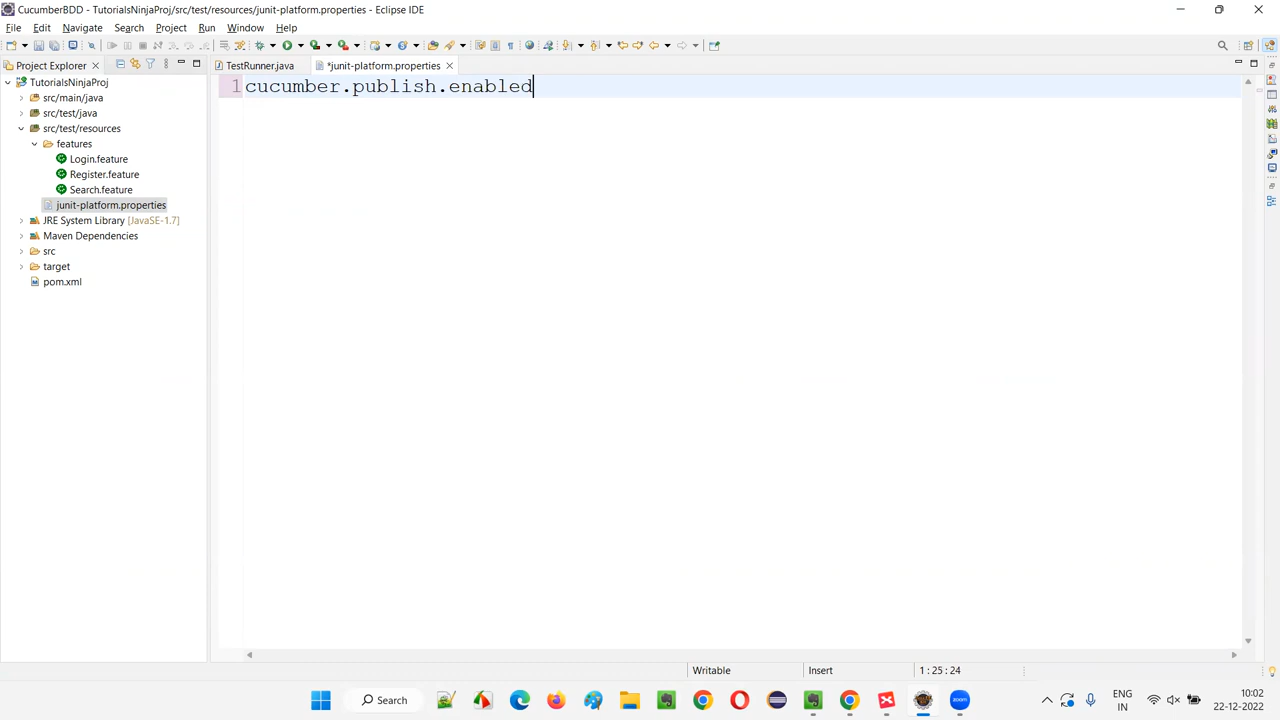 CucumberBDD - TutorialsNinjaProj/src/test/resources/junit-platform.properties - Eclipse IDE
File Edit Navigate Search Project Run Window Help
Project Explorer
TestRunner.java
*junit-platform.properties
TutorialsNinjaProj
src/main/java
src/test/java
src/test/resources
features
Login.feature
Register.feature
Search.feature
junit-platform.properties
JRE System Library [JavaSE-1.7]
Maven Dependencies
src
target
pom.xml
1 cucumber.publish.enabled
Writable Insert 1 : 25 : 24
Search
ENG
IN
10:02
22-12-2022